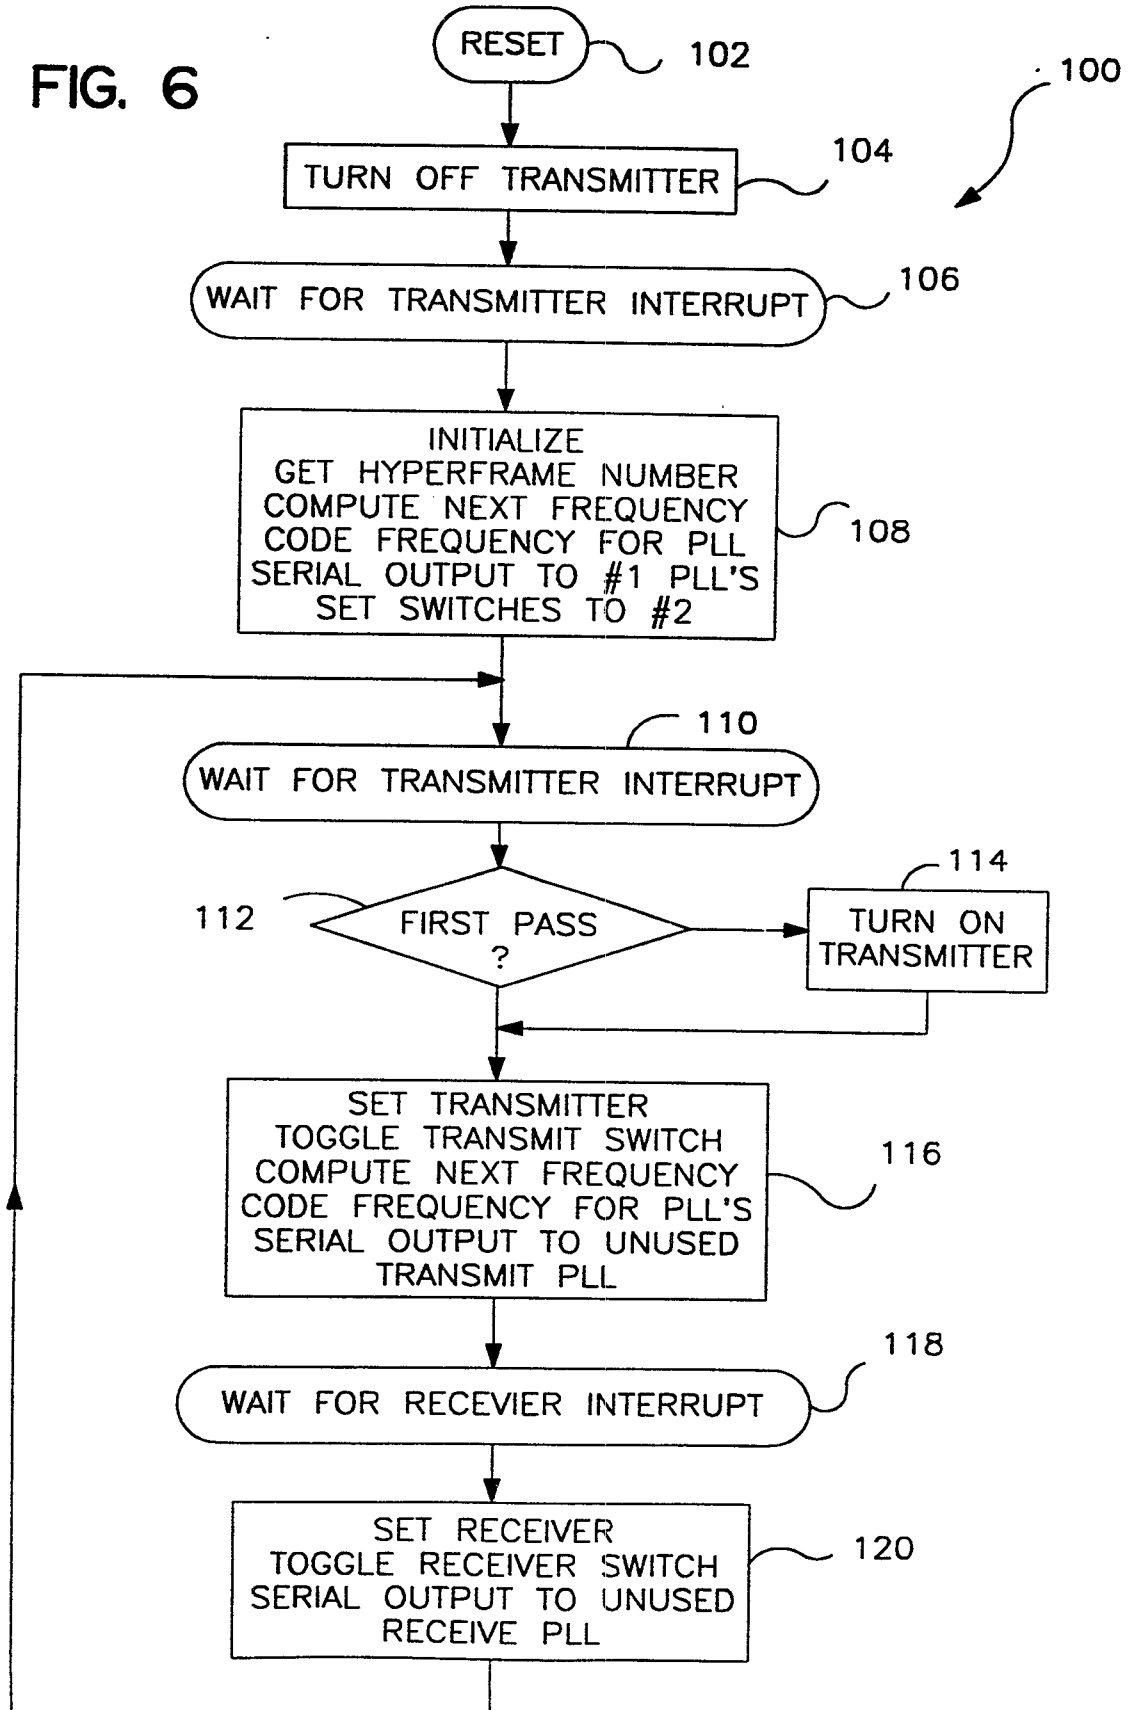 FIG. 6
RESET
102
100
TURN OFF TRANSMITTER
104
WAIT FOR TRANSMITTER INTERRUPT
106
INITIALIZE
GET HYPERFRAME NUMBER
COMPUTE NEXT FREQUENCY
CODE FREQUENCY FOR PLL
SERIAL OUTPUT TO #1 PLL'S
SET SWITCHES TO #2
108
110
WAIT FOR TRANSMITTER INTERRUPT
112
FIRST PASS
?
114
TURN ON
TRANSMITTER
SET TRANSMITTER
TOGGLE TRANSMIT SWITCH
COMPUTE NEXT FREQUENCY
CODE FREQUENCY FOR PLL'S
SERIAL OUTPUT TO UNUSED
TRANSMIT PLL
116
118
WAIT FOR RECEVIER INTERRUPT
SET RECEIVER
TOGGLE RECEIVER SWITCH
SERIAL OUTPUT TO UNUSED
RECEIVE PLL
120